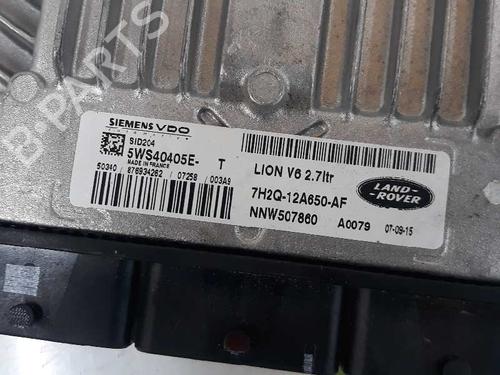 B-PARTS
SIEMENS VDO
SID204
5WS40405E- T
MADE IN FRANCE
50340 / 876934262 / 07258 / 003A9
LION V6 2.7ltr
7H2Q-12A650-AF
NNW507860 A0079 07-09-15
LAND-
ROVER